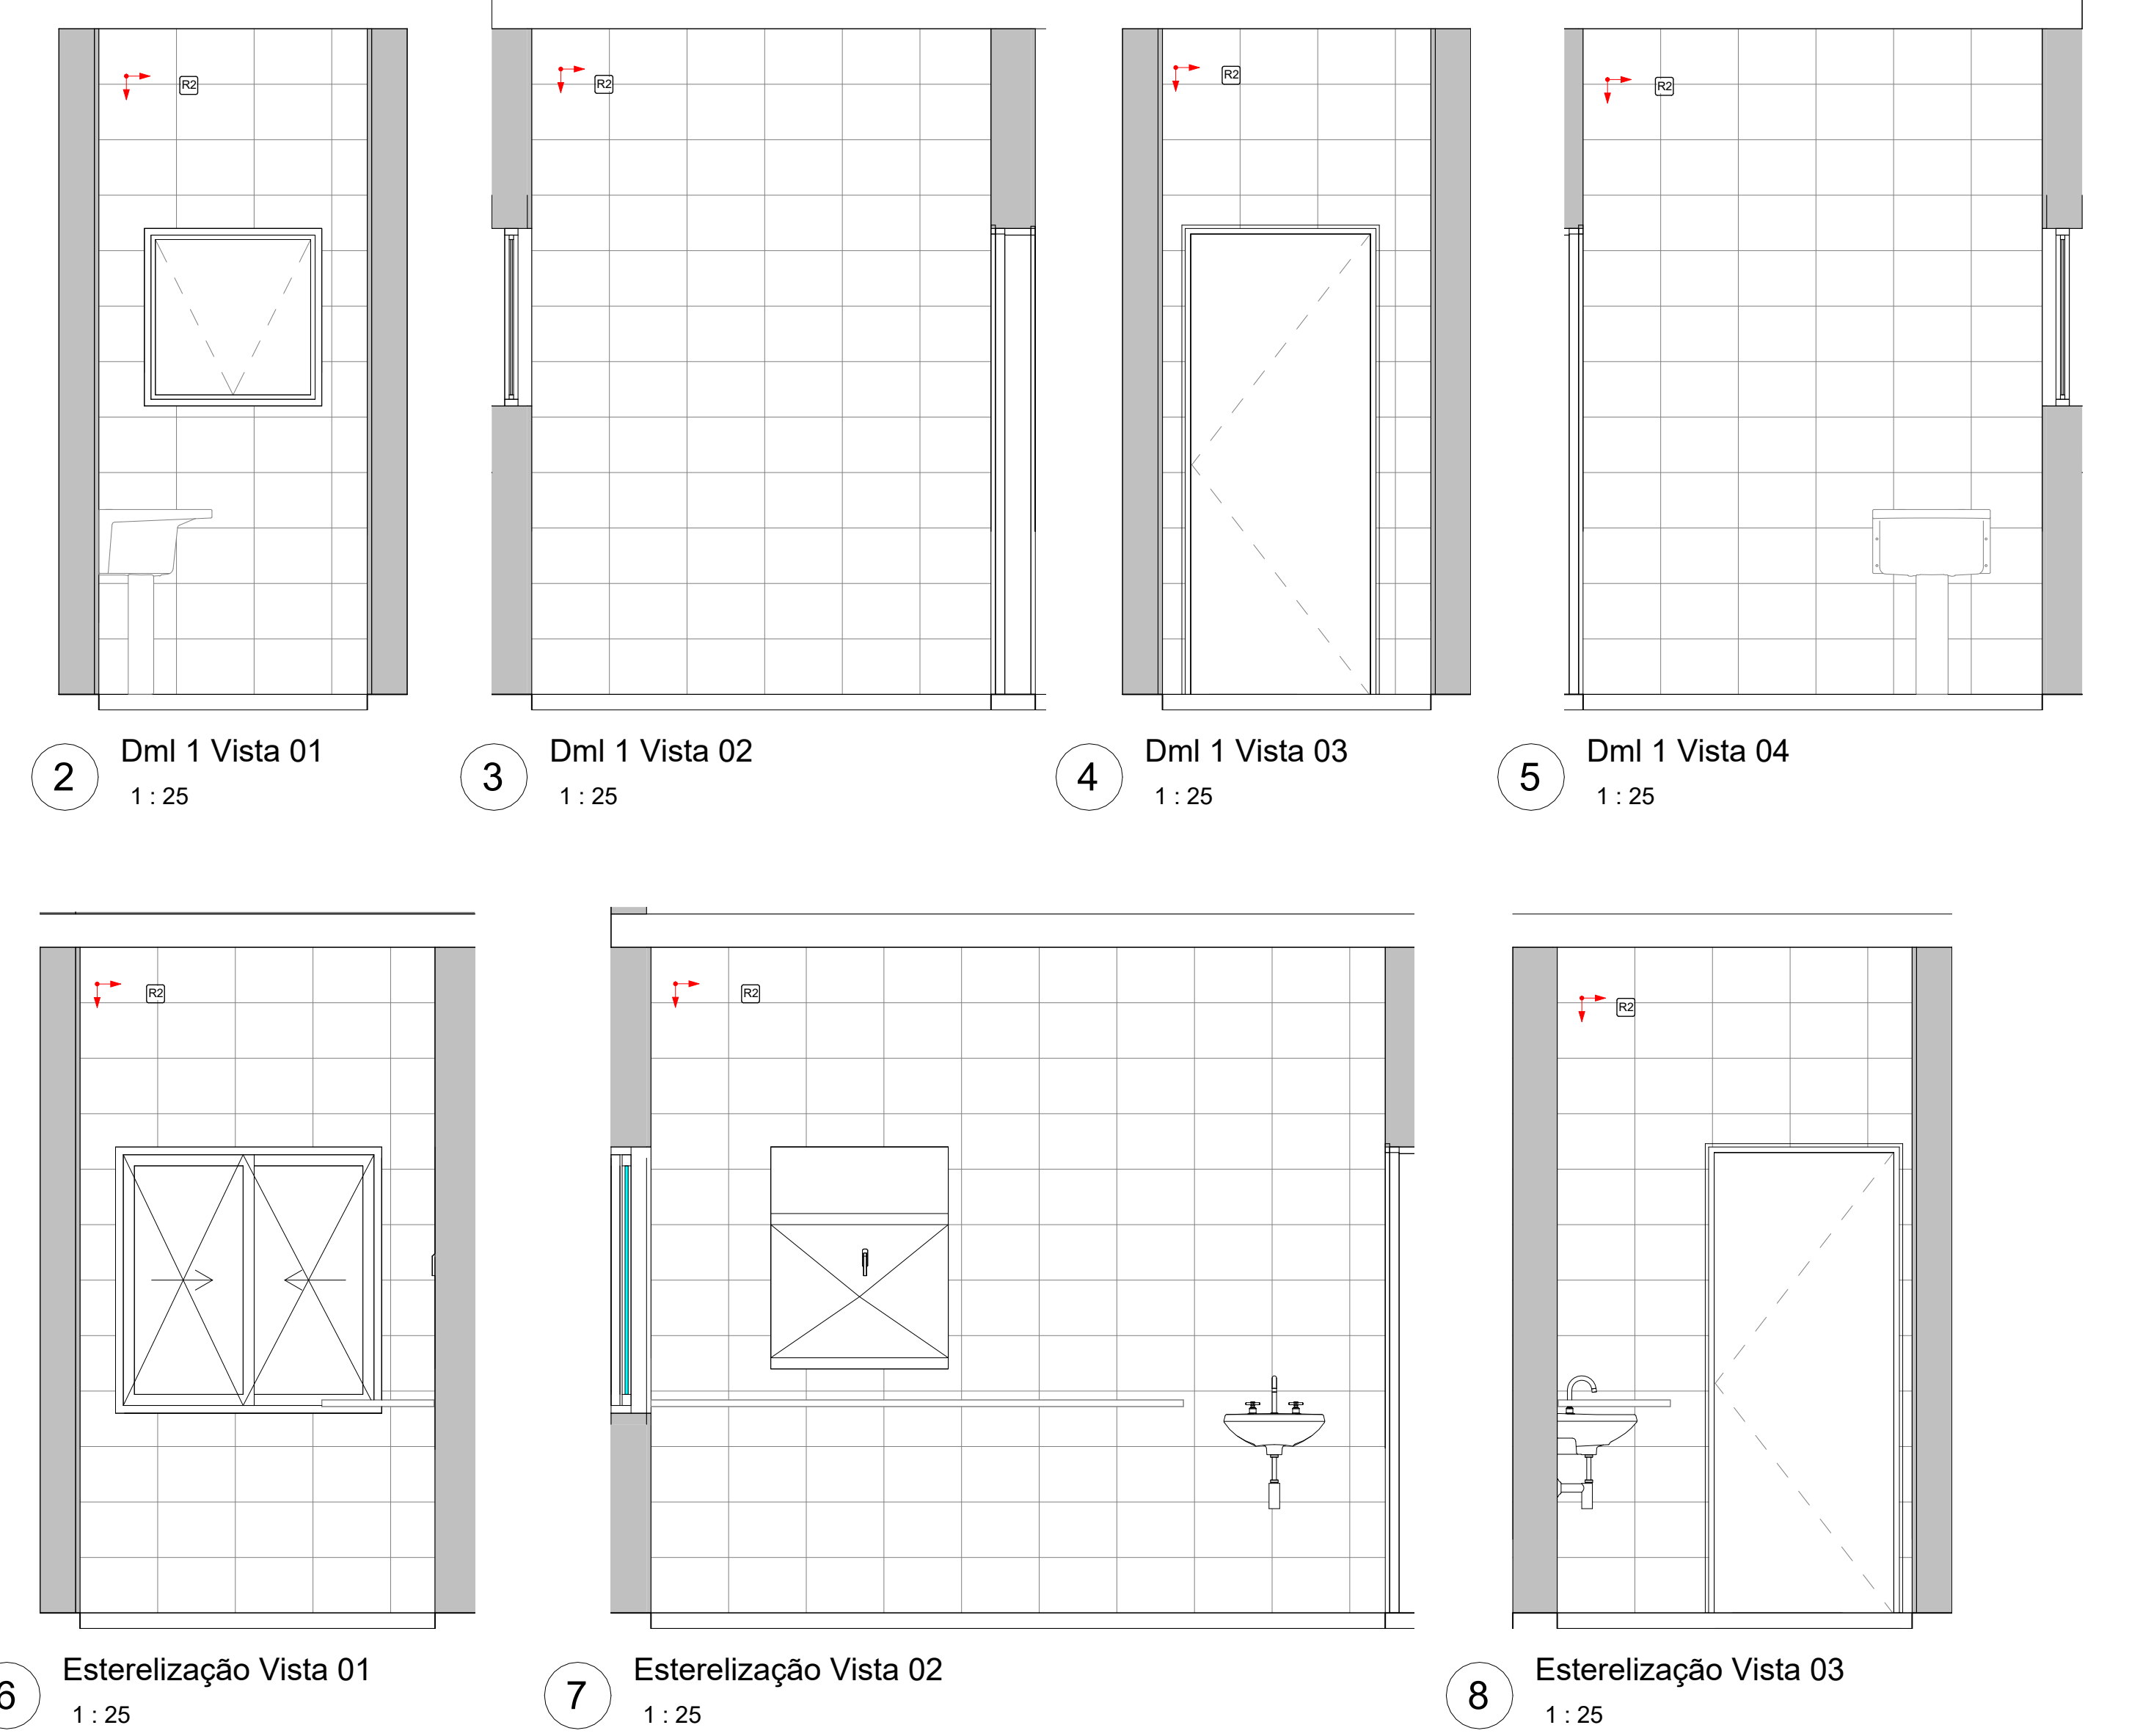 R2
R2
R2
R2
2
Dml 1 Vista 01
1 : 25
3
Dml 1 Vista 02
1 : 25
4
Dml 1 Vista 03
1 : 25
5
Dml 1 Vista 04
1 : 25
R2
R2
R2
6
Esterelização Vista 01
1 : 25
7
Esterelização Vista 02
1 : 25
8
Esterelização Vista 03
1 : 25